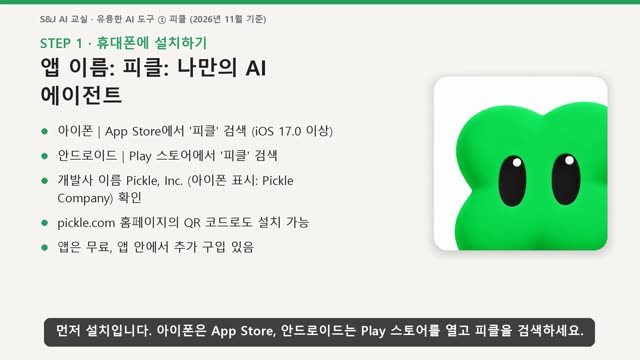 S&J AI 교실 · 유용한 AI 도구 ① 피클 (2026년 11월 기준)
STEP 1 · 휴대폰에 설치하기
앱 이름: 피클: 나만의 AI
에이전트
● 아이폰 | App Store에서 '피클' 검색 (iOS 17.0 이상)
● 안드로이드 | Play 스토어에서 '피클' 검색
● 개발사 이름 Pickle, Inc. (아이폰 표시: Pickle
Company) 확인
● pickle.com 홈페이지의 QR 코드로도 설치 가능
● 앱은 무료, 앱 안에서 추가 구입 있음
먼저 설치입니다. 아이폰은 App Store, 안드로이드는 Play 스토어를 열고 피클을 검색하세요.